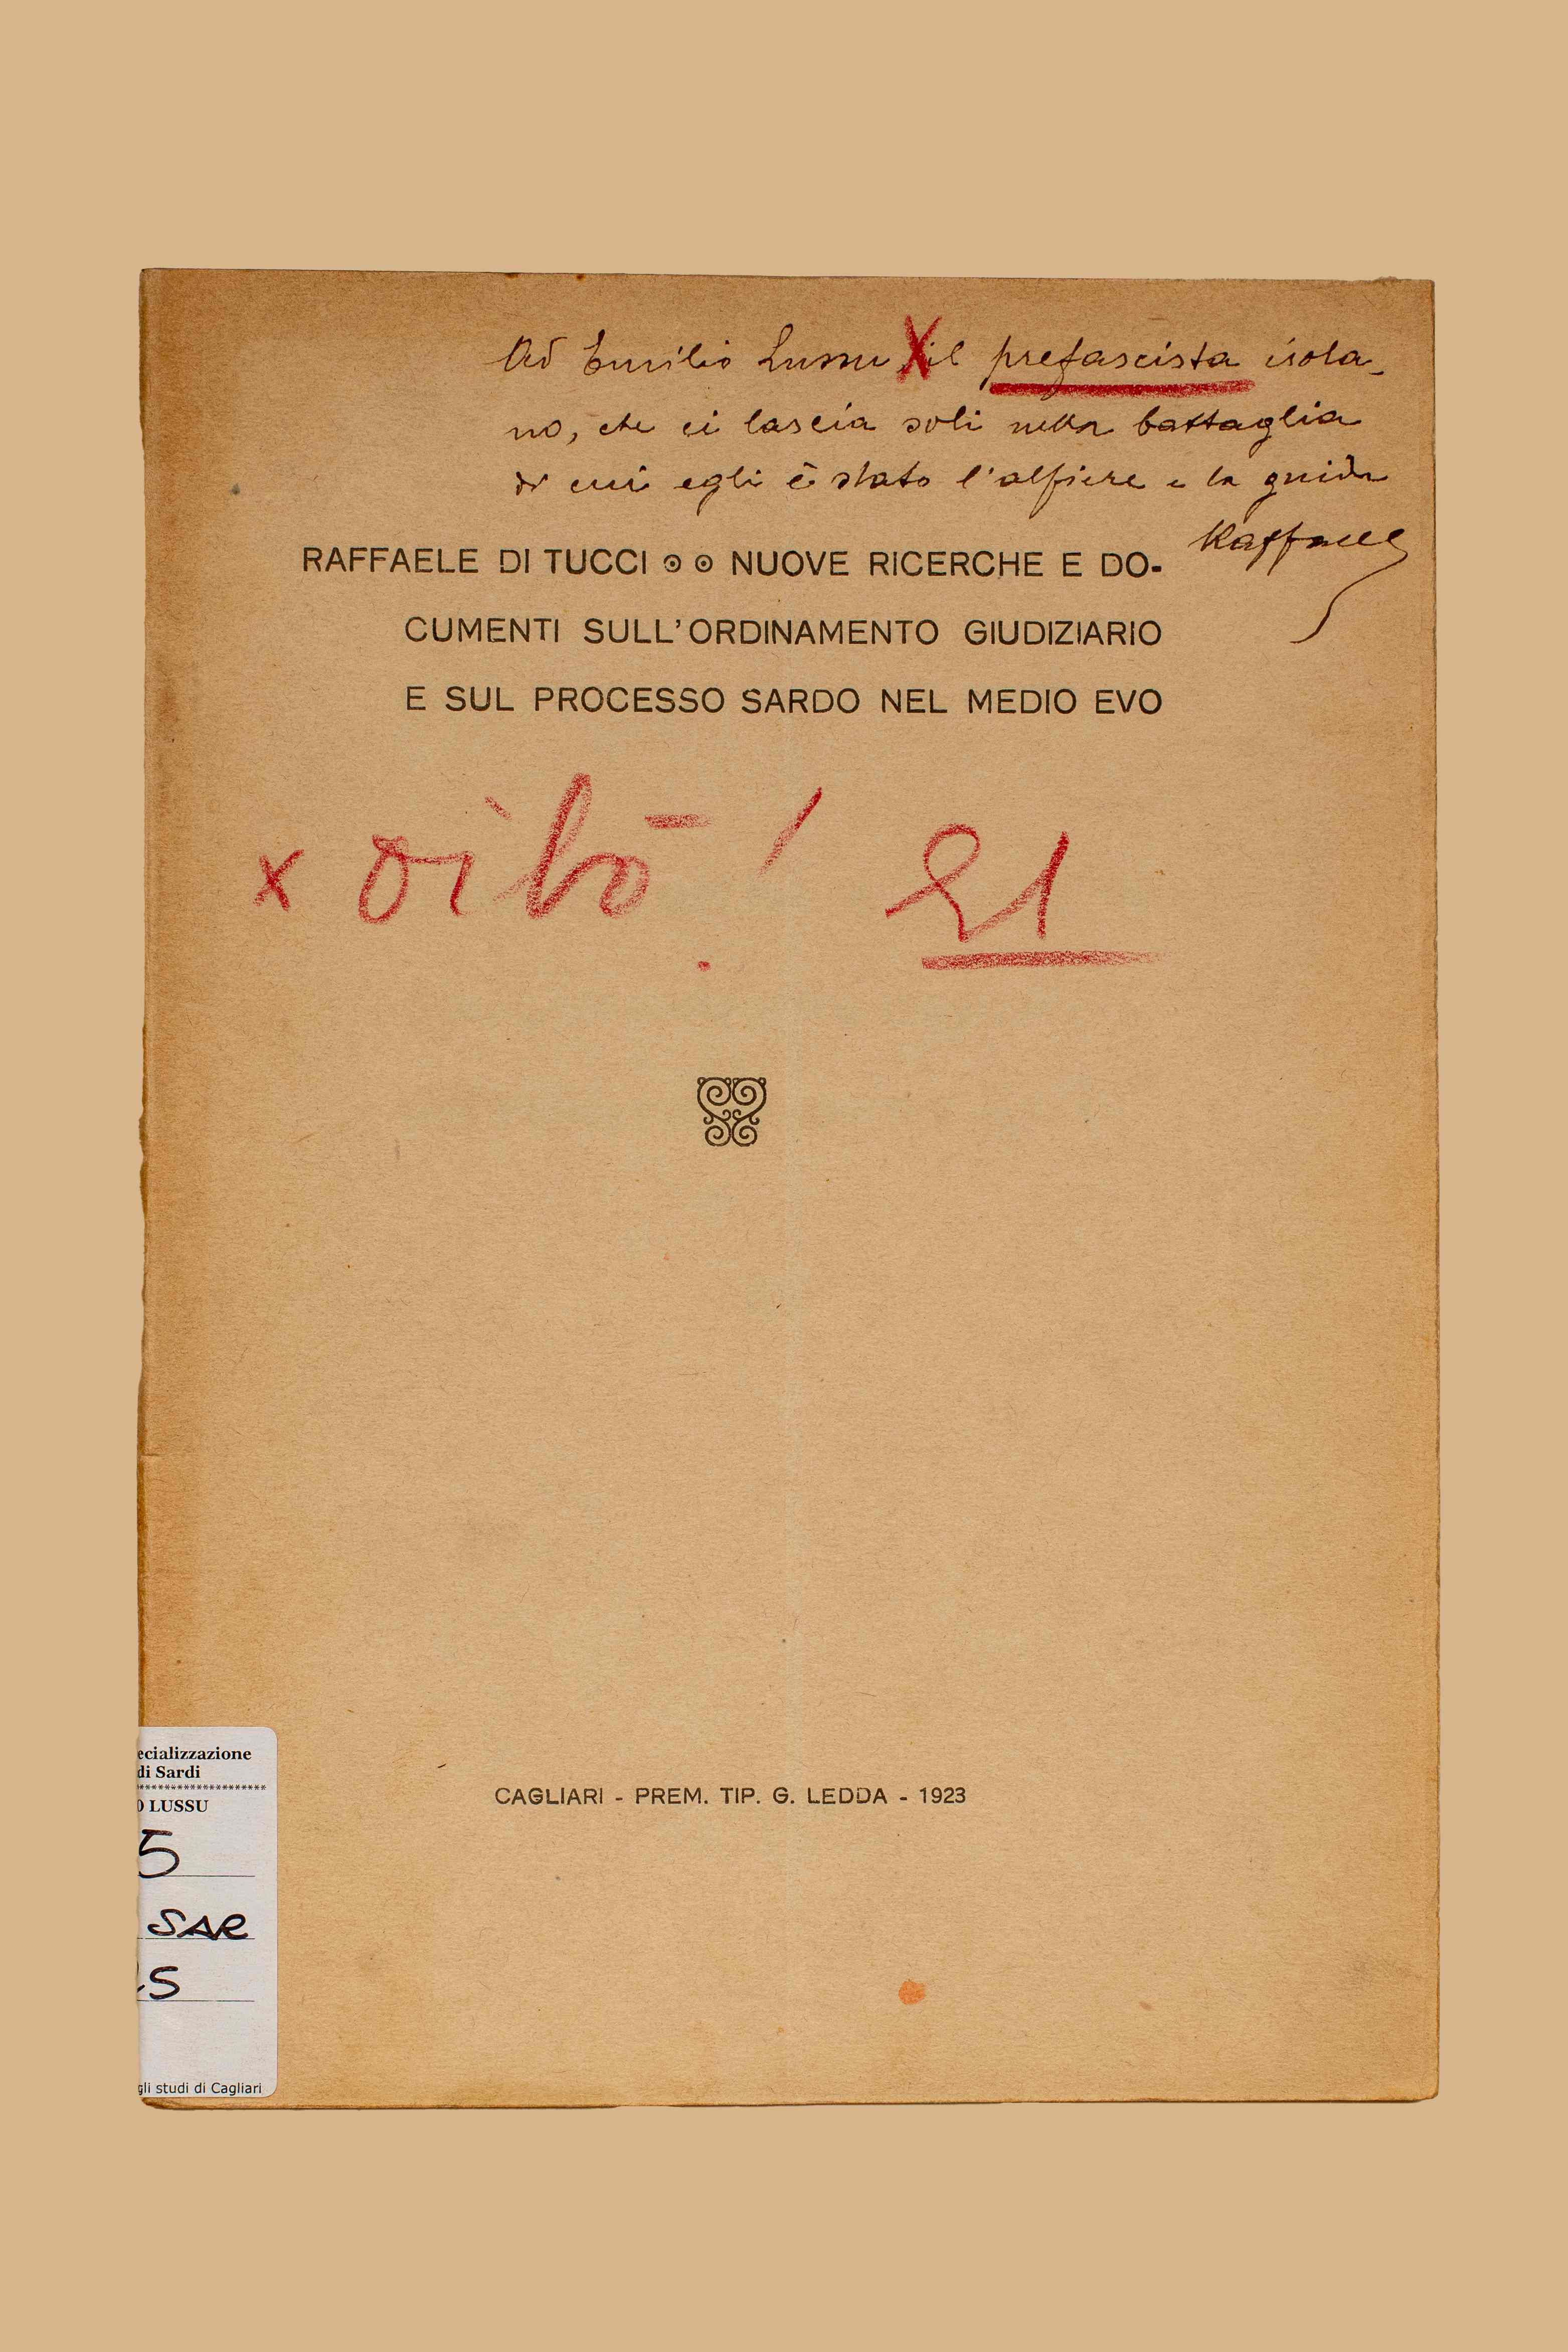 Ad Emilio Lussu X il prefascista isola-
no, che ci lascia soli nella battaglia
di cui egli è stato l'alfiere e la guida
Raffaele
RAFFAELE DI TUCCI ⊙ ⊙ NUOVE RICERCHE E DO-
CUMENTI SULL'ORDINAMENTO GIUDIZIARIO
E SUL PROCESSO SARDO NEL MEDIO EVO
x oibò! 21
CAGLIARI - PREM. TIP. G. LEDDA - 1923
ecializzazione
di Sardi
*********************
O LUSSU
5
SAR
S
gli studi di Cagliari